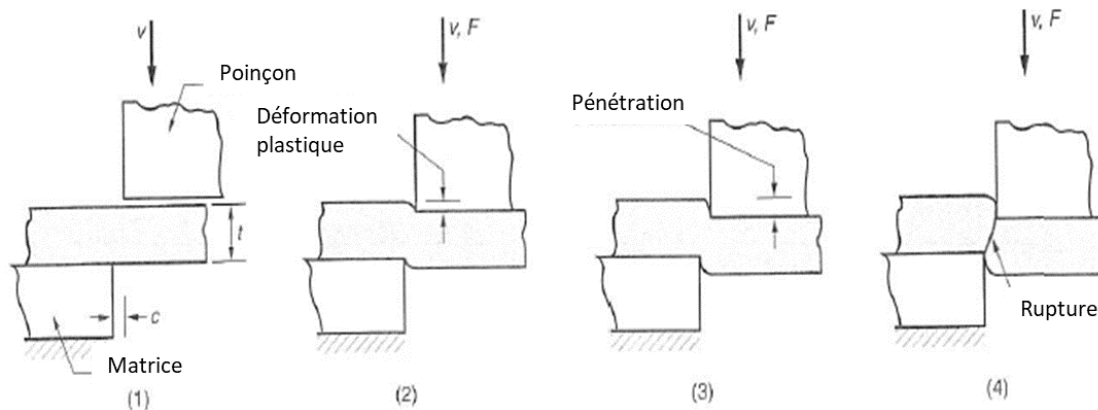 v
Poinçon
t
c
Matrice
(1)
v, F
Déformation
plastique
(2)
v, F
Pénétration
(3)
v, F
Rupture
(4)